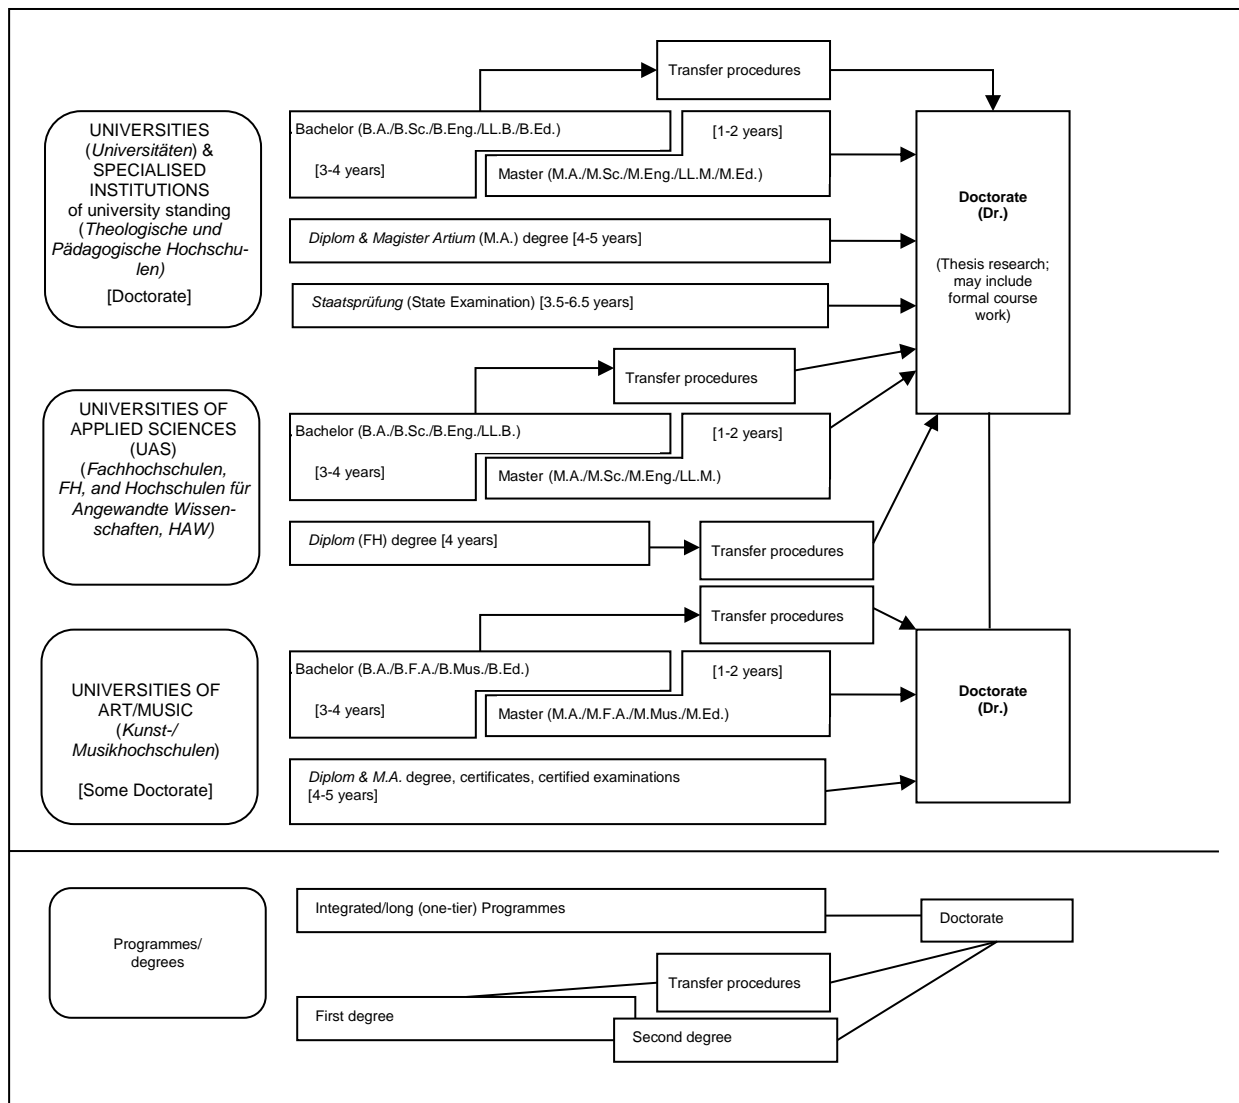 Transfer procedures
UNIVERSITIES
(Universitäten) &
SPECIALISED
INSTITUTIONS
of university standing
(Theologische und
Pädagogische Hochschu-
len)
[Doctorate]
. Bachelor (B.A./B.Sc./B.Eng./LL.B./B.Ed.)
[3-4 years]
[1-2 years]
Master (M.A./M.Sc./M.Eng./LL.M./M.Ed.)
Diplom & Magister Artium (M.A.) degree [4-5 years]
Staatsprüfung (State Examination) [3.5-6.5 years]
Doctorate
(Dr.)
(Thesis research;
may include
formal course
work)
Transfer procedures
UNIVERSITIES OF
APPLIED SCIENCES
(UAS)
(Fachhochschulen,
FH, and Hochschulen für
Angewandte Wissen-
schaften, HAW)
. Bachelor (B.A./B.Sc./B.Eng./LL.B.)
[3-4 years]
[1-2 years]
Master (M.A./M.Sc./M.Eng./LL.M.)
Diplom (FH) degree [4 years]
Transfer procedures
Transfer procedures
UNIVERSITIES OF
ART/MUSIC
(Kunst-/
Musikhochschulen)
[Some Doctorate]
. Bachelor (B.A./B.F.A./B.Mus./B.Ed.)
[3-4 years]
[1-2 years]
Master (M.A./M.F.A./M.Mus./M.Ed.)
Diplom & M.A. degree, certificates, certified examinations
[4-5 years]
Doctorate
(Dr.)
Programmes/
degrees
Integrated/long (one-tier) Programmes
Doctorate
Transfer procedures
First degree
Second degree